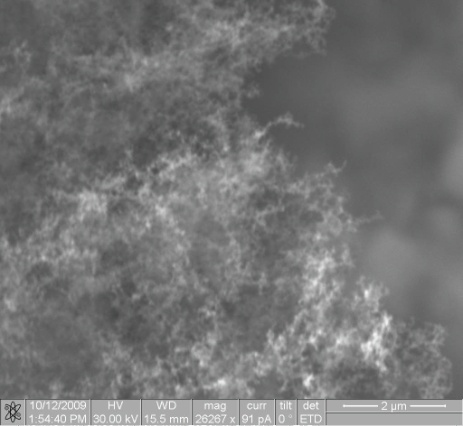 10/12/2009 HV WD mag curr tilt det 2 µm
1:54:40 PM 30.00 kV 15.5 mm 26267 x 91 pA 0 ° ETD